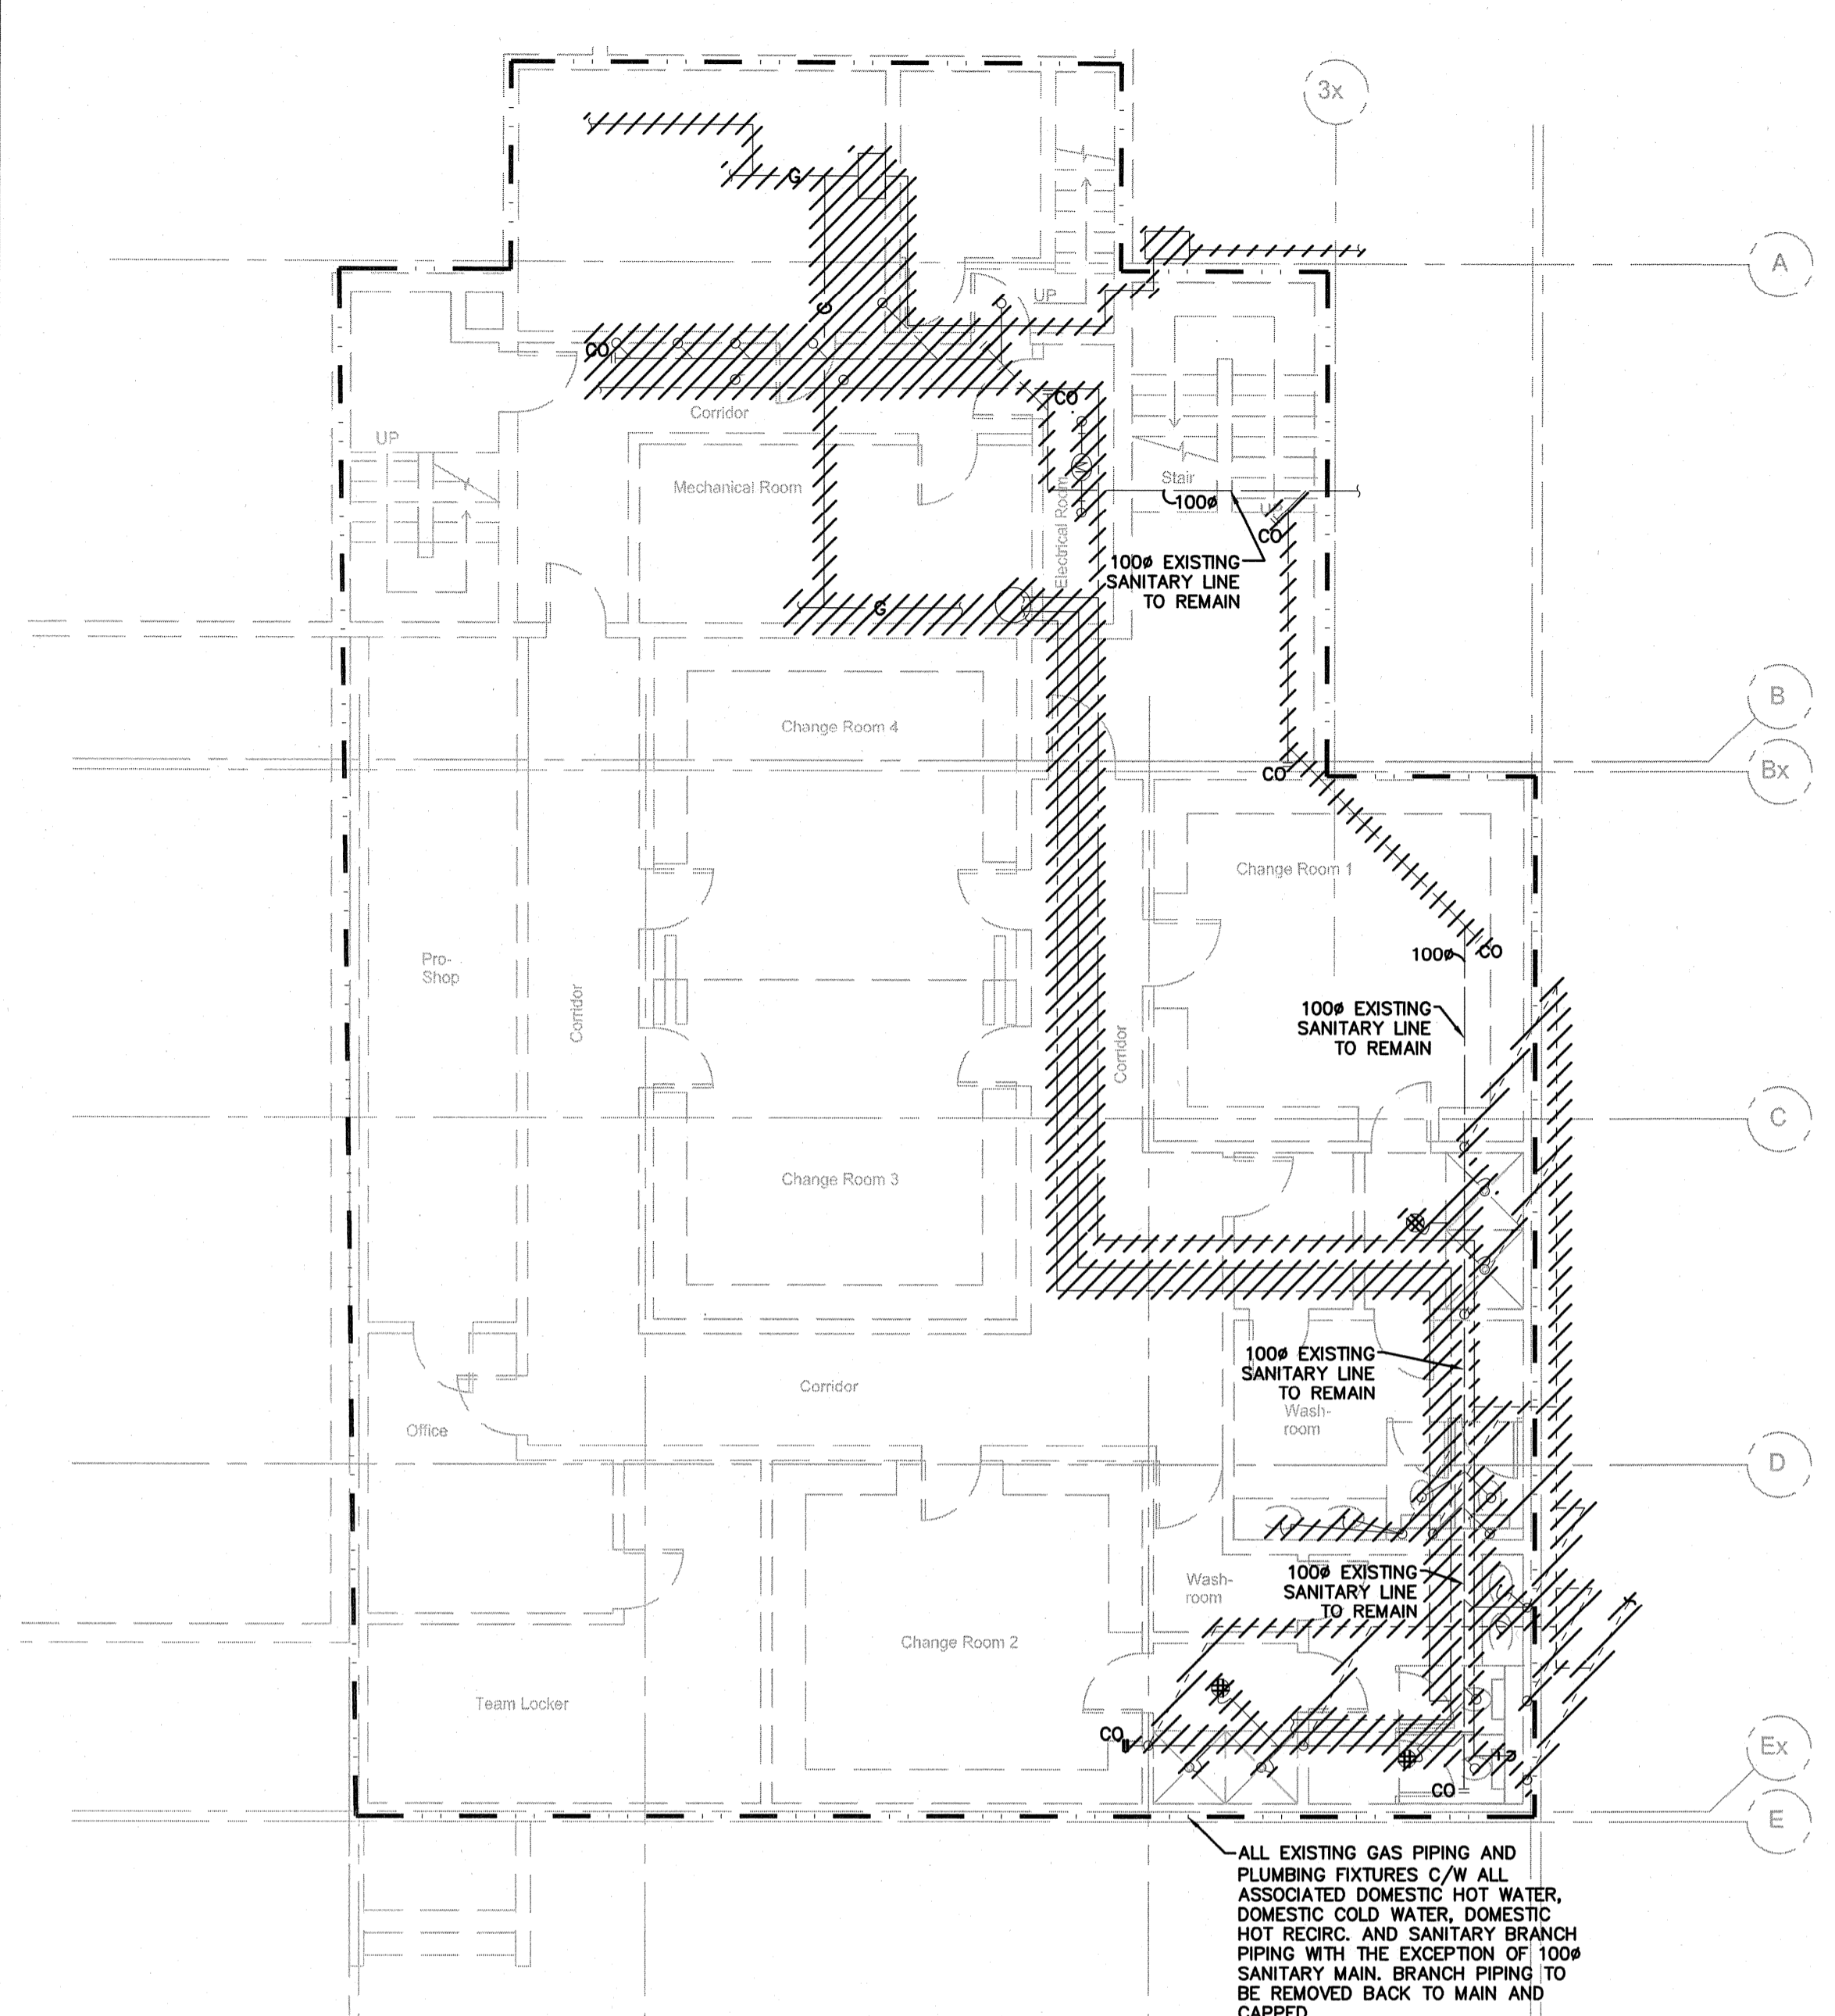 3x
A
G
UP
G
CO
CO
Corridor
UP
Mechanical Room
M
Stair
100ø
Electrical Room
UP
CO
100ø EXISTING
SANITARY LINE
TO REMAIN
G
B
Change Room 4
Bx
CO
Change Room 1
100ø
CO
Pro-
Shop
Corridor
Corridor
100ø EXISTING
SANITARY LINE
TO REMAIN
C
Change Room 3
100ø EXISTING
SANITARY LINE
TO REMAIN
Corridor
Wash-
room
Office
D
100ø EXISTING
SANITARY LINE
TO REMAIN
Wash-
room
Change Room 2
Team Locker
CO
Ex
CO
E
ALL EXISTING GAS PIPING AND
PLUMBING FIXTURES C/W ALL
ASSOCIATED DOMESTIC HOT WATER,
DOMESTIC COLD WATER, DOMESTIC
HOT RECIRC. AND SANITARY BRANCH
PIPING WITH THE EXCEPTION OF 100ø
SANITARY MAIN. BRANCH PIPING TO
BE REMOVED BACK TO MAIN AND
CAPPED